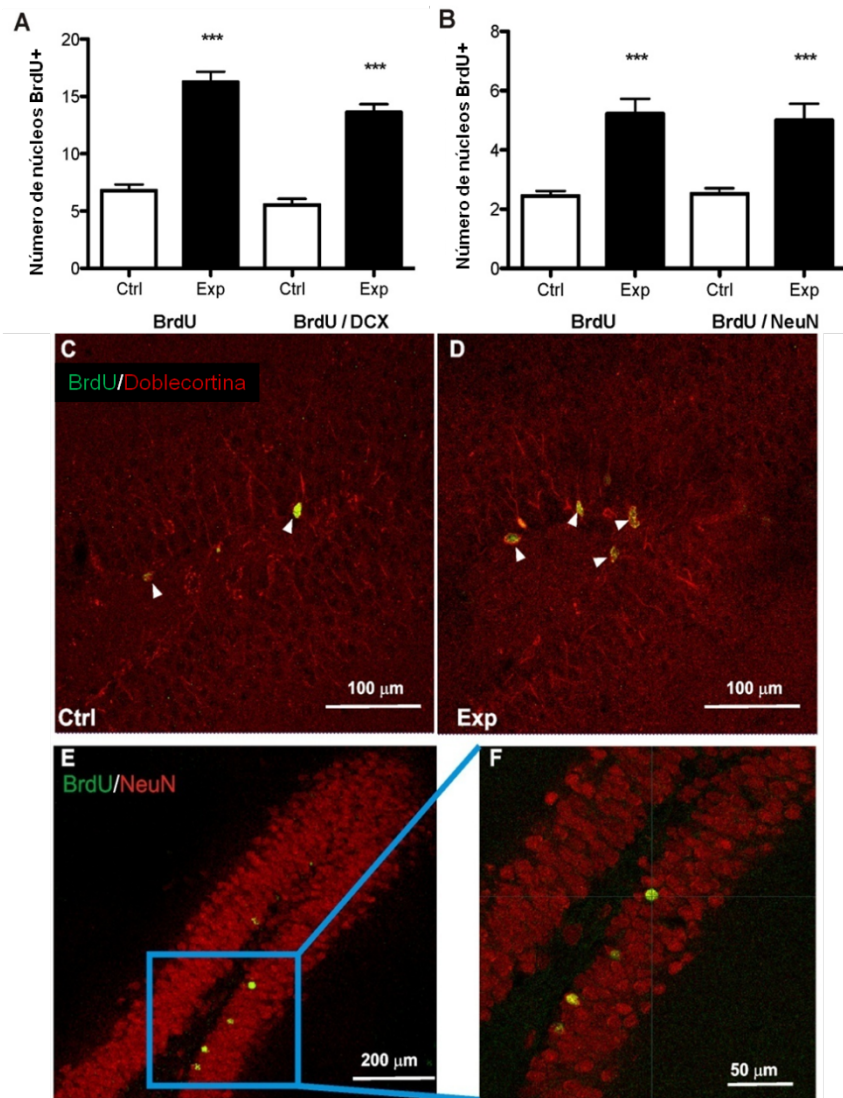 A
Número de núcleos BrdU+
20
15
10
5
0
***
***
Ctrl
Exp
Ctrl
Exp
BrdU
BrdU / DCX
B
Número de núcleos BrdU+
8
6
4
2
0
***
***
Ctrl
Exp
Ctrl
Exp
BrdU
BrdU / NeuN
C
BrdU/Doblecortina
100 µm
Ctrl
D
100 µm
Exp
E
BrdU/NeuN
200 µm
F
50 µm